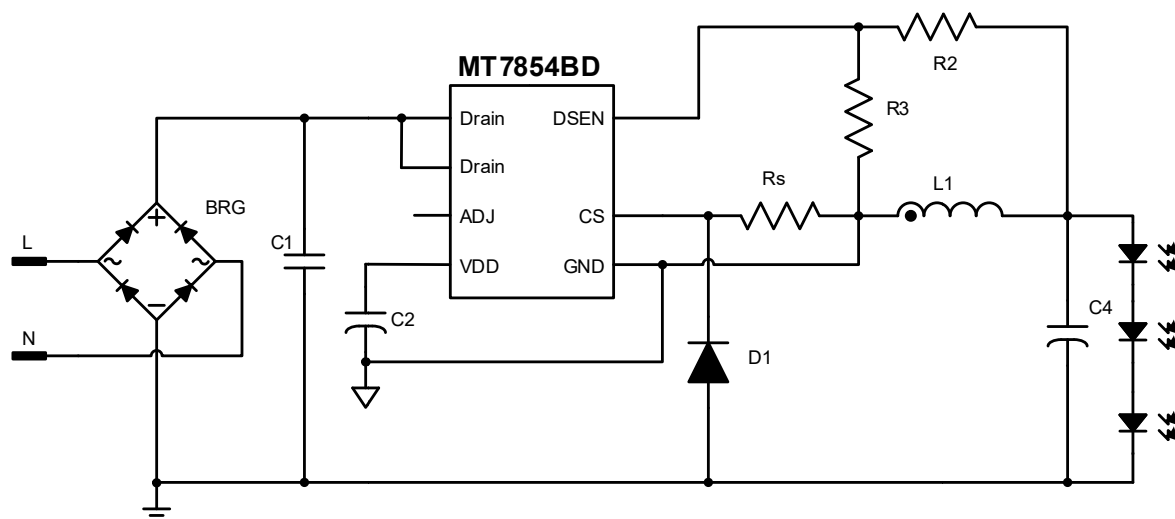 MT7854BD
R2
Drain
DSEN
R3
Drain
Rs
L1
BRG
+
ADJ
CS
L
C1
~
~
VDD
GND
−
C2
C4
N
D1